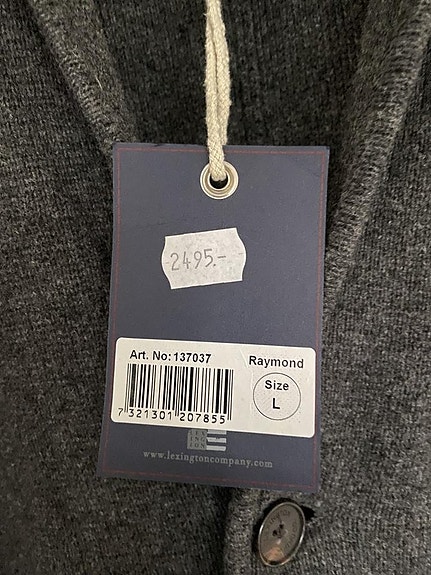 2495.-
Art. No: 137037
Raymond
Size
L
7 321301 207855
www.lexingtoncompany.com